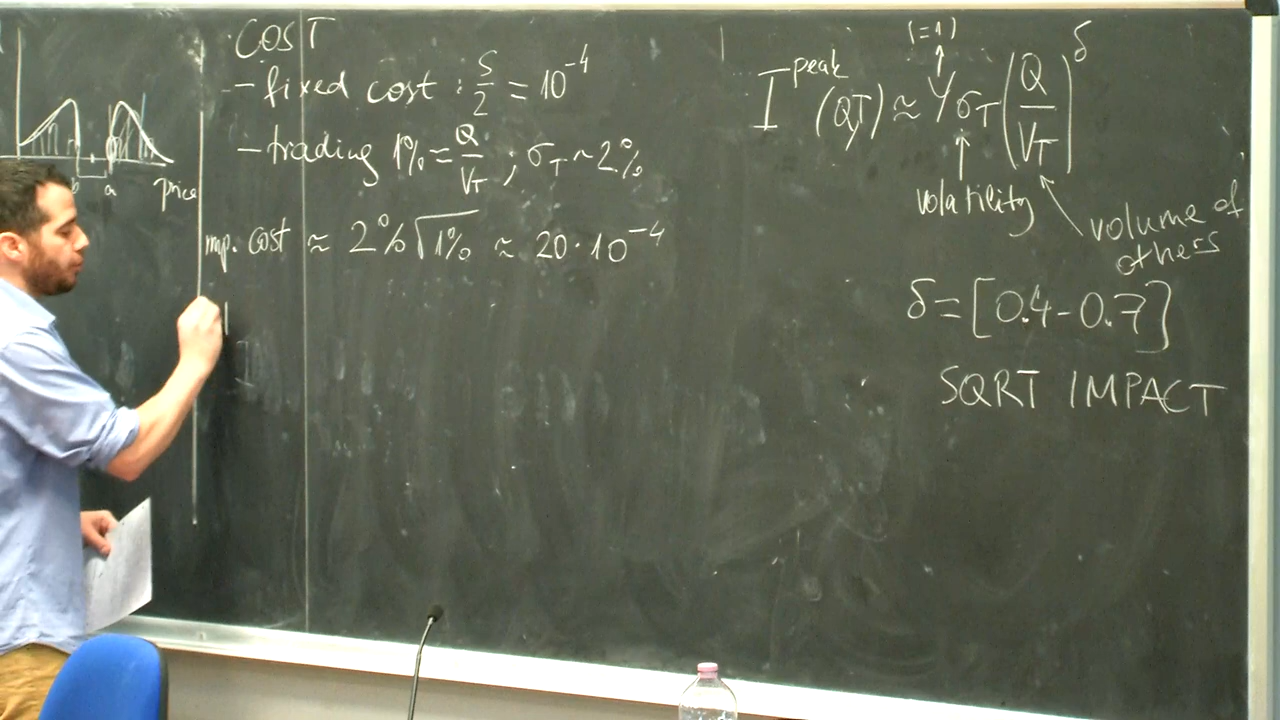 COST
- fixed cost : S/2 = 10^-4
- trading 1% ≈ Q/V_T ; σ_T ~ 2%
imp. cost ≈ 2% √1% ≈ 20 · 10^-4
b a price
(≈1)
I^peak (Q,T) ≈ Y σ_T (Q/V_T)^δ
volatility
volume of
others
δ = [0.4 - 0.7]
SQRT IMPACT